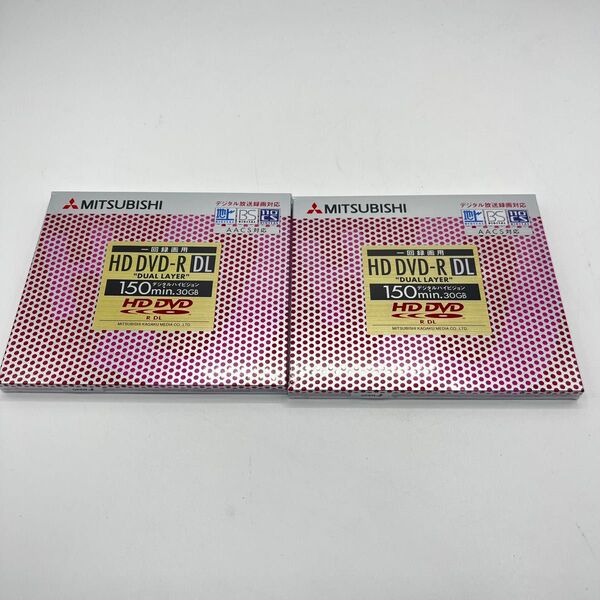 MITSUBISHI
デジタル放送録画対応
BS
AACS対応
一回録画用
HD DVD-R DL
"DUAL LAYER"
150min. デジタルハイビジョン 30GB
HD DVD
R DL
MITSUBISHI KAGAKU MEDIA CO., LTD.
MITSUBISHI
デジタル放送録画対応
BS
AACS対応
一回録画用
HD DVD-R DL
"DUAL LAYER"
150min. デジタルハイビジョン 30GB
HD DVD
R DL
MITSUBISHI KAGAKU MEDIA CO., LTD.